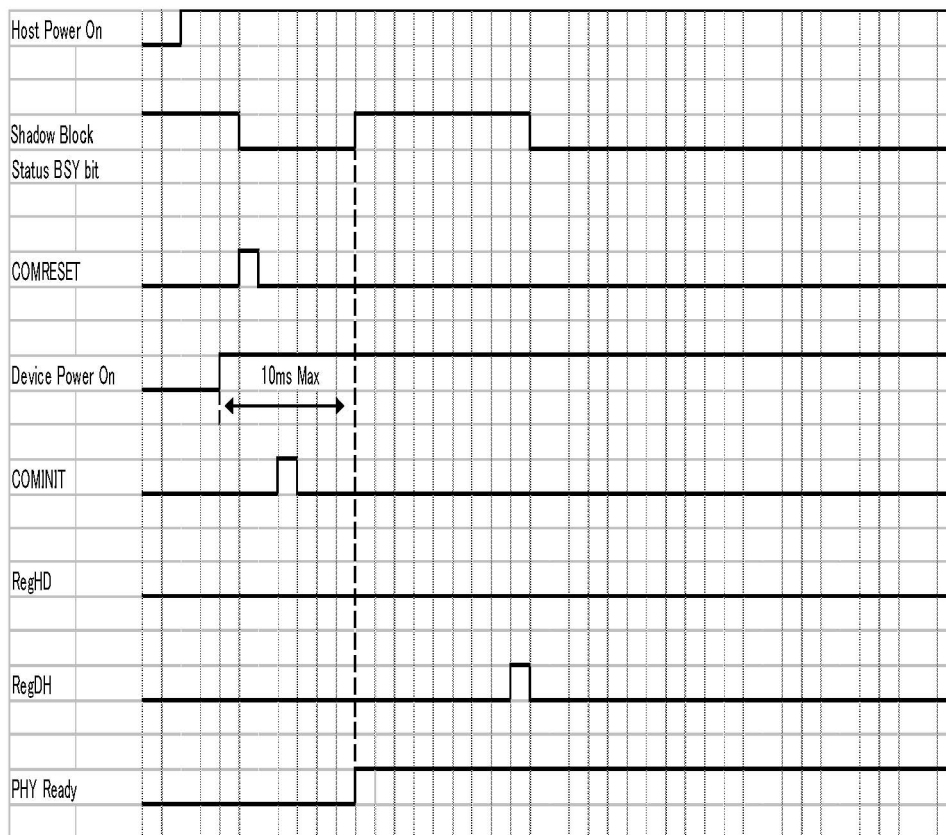 Host Power On
Shadow Block
Status BSY bit
COMRESET
Device Power On
10ms Max
COMINIT
RegHD
RegDH
PHY Ready